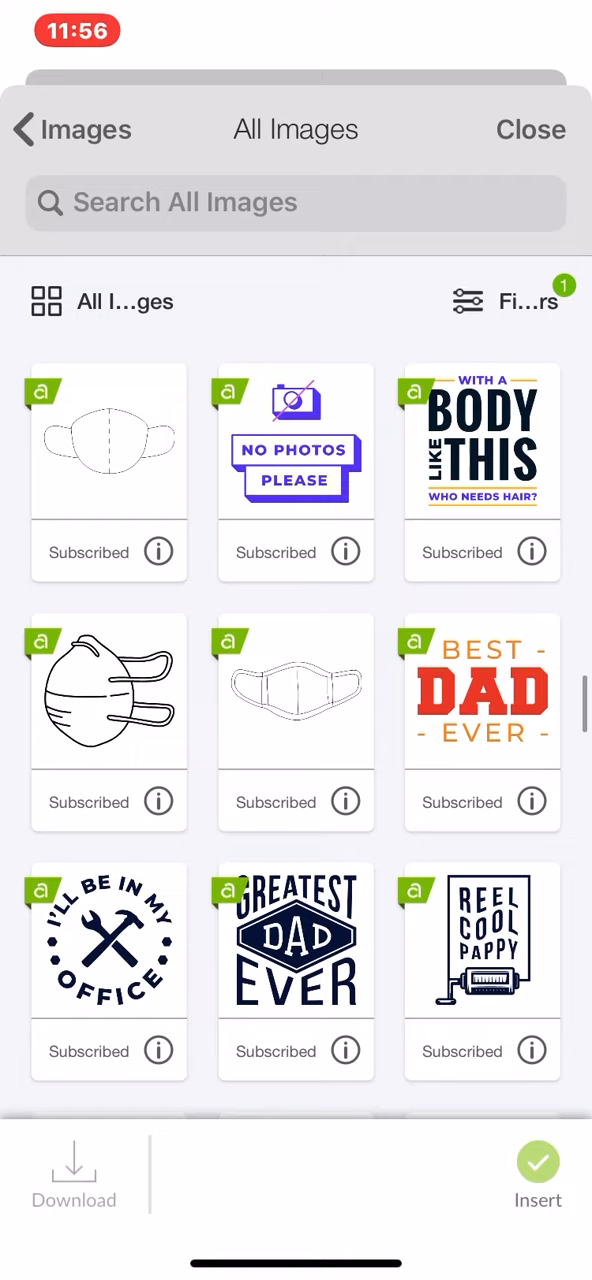 11:56
Images
All Images
Close
Search All Images
All I...ges
Fi...rs
1
a
a
NO PHOTOS
PLEASE
a
WITH A
BODY
LIKE
THIS
WHO NEEDS HAIR?
Subscribed
Subscribed
Subscribed
a
a
a
BEST -
DAD
- EVER -
Subscribed
Subscribed
Subscribed
a
I'LL BE IN MY
OFFICE
a
GREATEST
DAD
EVER
a
REEL
COOL
PAPPY
Subscribed
Subscribed
Subscribed
Download
Insert